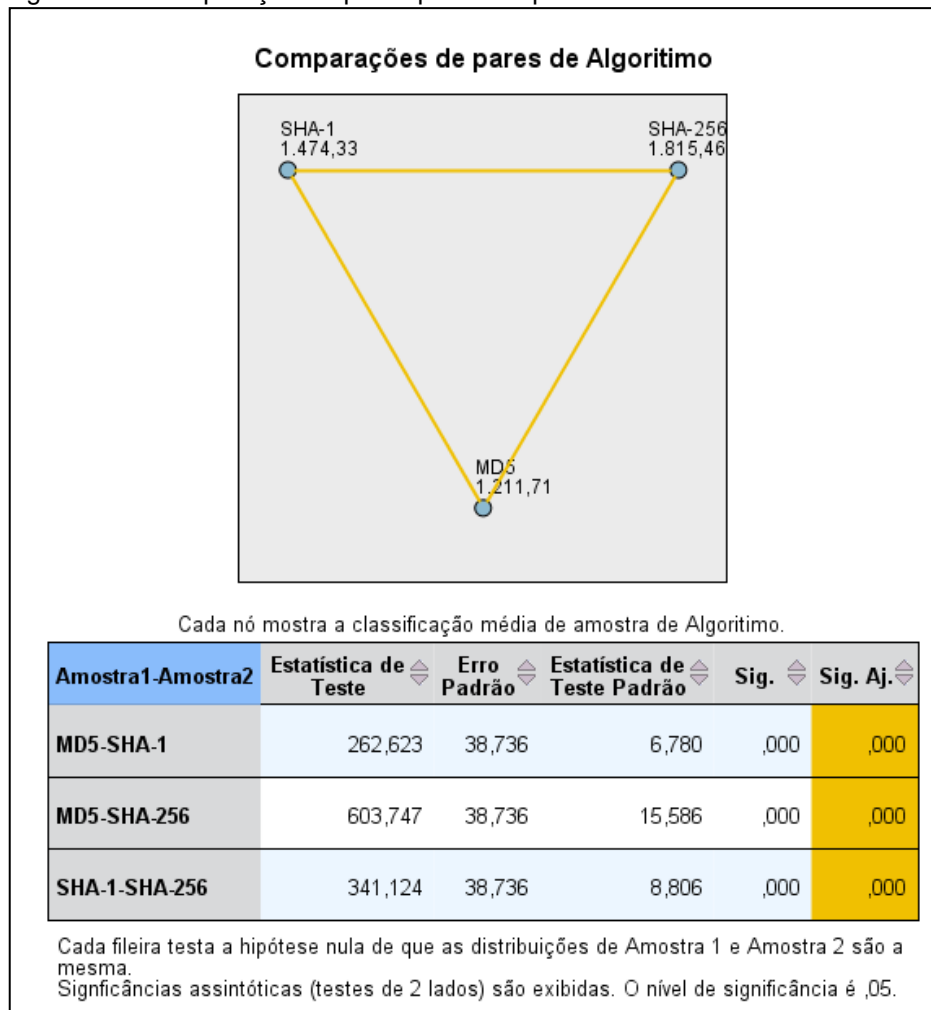 Comparações de pares de Algoritimo
SHA-1
1.474,33
SHA-256
1.815,46
MD5
1.211,71
Cada nó mostra a classificação média de amostra de Algoritimo.
Amostra1-Amostra2 Estatística de Teste Erro Padrão Estatística de Teste Padrão Sig. Sig. Aj.
MD5-SHA-1 262,623 38,736 6,780 ,000 ,000
MD5-SHA-256 603,747 38,736 15,586 ,000 ,000
SHA-1-SHA-256 341,124 38,736 8,806 ,000 ,000
Cada fileira testa a hipótese nula de que as distribuições de Amostra 1 e Amostra 2 são a
mesma.
Signficâncias assintóticas (testes de 2 lados) são exibidas. O nível de significância é ,05.